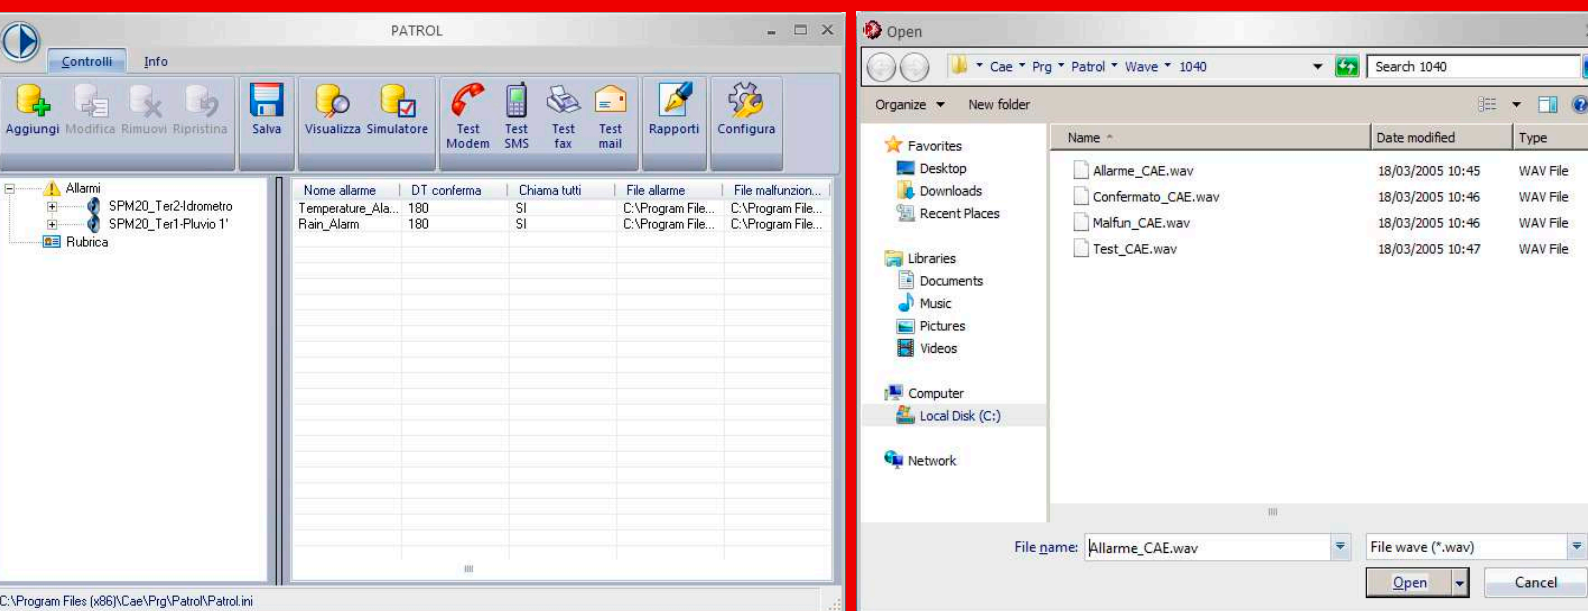 PATROL
Controlli Info
Aggiungi Modifica Rimuovi Ripristina Salva Visualizza Simulatore Test Modem Test SMS Test fax Test mail Rapporti Configura
Allarmi
SPM20_Ter2-Idrometro
SPM20_Ter1-Pluvio 1'
Rubrica
Nome allarme DT conferma Chiama tutti File allarme File malfunzion...
Temperature_Ala... 180 SI C:\Program File... C:\Program File...
Rain_Alarm 180 SI C:\Program File... C:\Program File...
C:\Program Files (x86)\Cae\Prg\Patrol\Patrol.ini
Open
Cae Prg Patrol Wave 1040 Search 1040
Organize New folder
Favorites
Desktop
Downloads
Recent Places
Libraries
Documents
Music
Pictures
Videos
Computer
Local Disk (C:)
Network
Name Date modified Type
Allarme_CAE.wav 18/03/2005 10:45 WAV File
Confermato_CAE.wav 18/03/2005 10:46 WAV File
Malfun_CAE.wav 18/03/2005 10:46 WAV File
Test_CAE.wav 18/03/2005 10:47 WAV File
File name: Allarme_CAE.wav File wave (*.wav)
Open Cancel